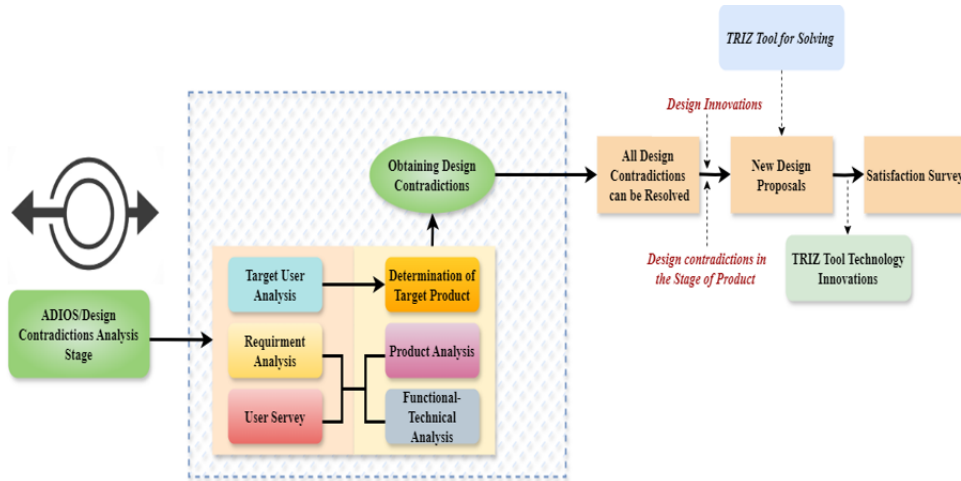 TRIZ Tool for Solving
Design Innovations
Obtaining Design
Contradictions
All Design
Contradictions
can be Resolved
New Design
Proposals
Satisfaction Survey
Design contradictions in
the Stage of Product
TRIZ Tool Technology
Innovations
ADIOS/Design
Contradictions Analysis
Stage
Target User
Analysis
Determination of
Target Product
Requirment
Analysis
Product Analysis
User Servey
Functional-
Technical
Analysis